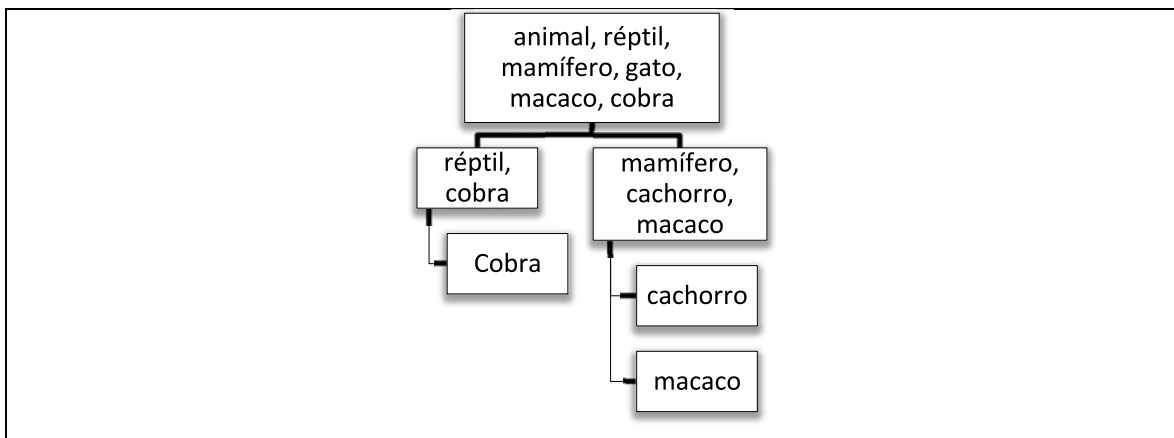 animal, réptil,
mamífero, gato,
macaco, cobra
réptil,
cobra
mamífero,
cachorro,
macaco
Cobra
cachorro
macaco